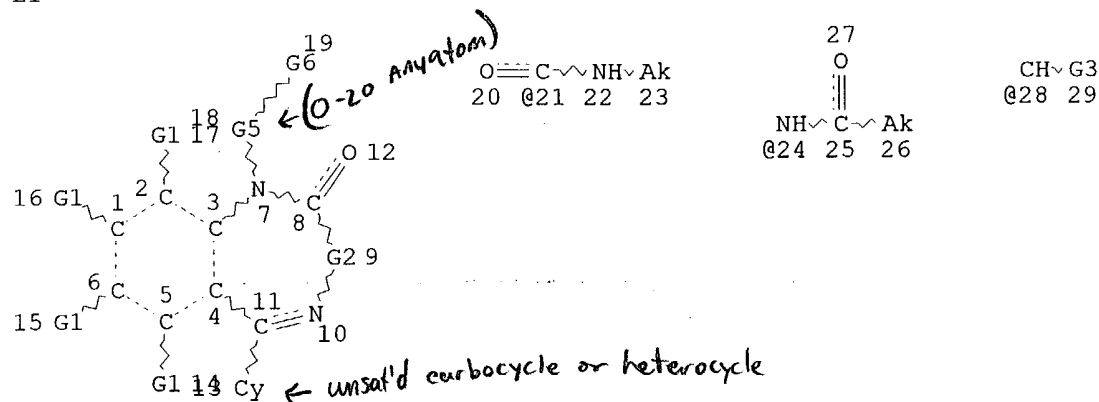 27
19
G6
(0-20 Anyatom)
O C NH Ak
20 @21 22 23
O
CH G3
@28 29
18
G1 17 G5
NH C Ak
@24 25 26
O 12
16 G1 1 2 C 3 N 7 C 8
C C
G2 9
6 C 5 C 4 C 11 C N 10
15 G1
G1 14 13 Cy ← unsat'd carbocycle or heterocycle